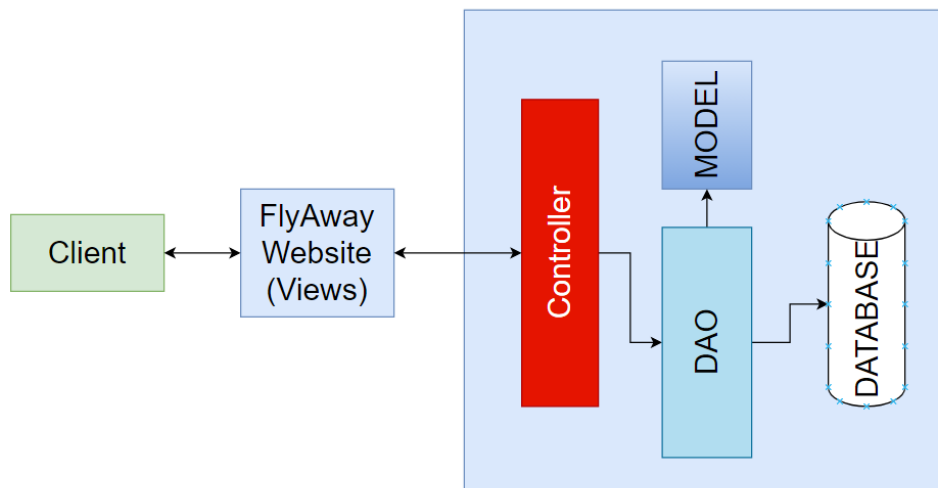 Client
FlyAway
Website
(Views)
Controller
MODEL
DAO
DATABASE